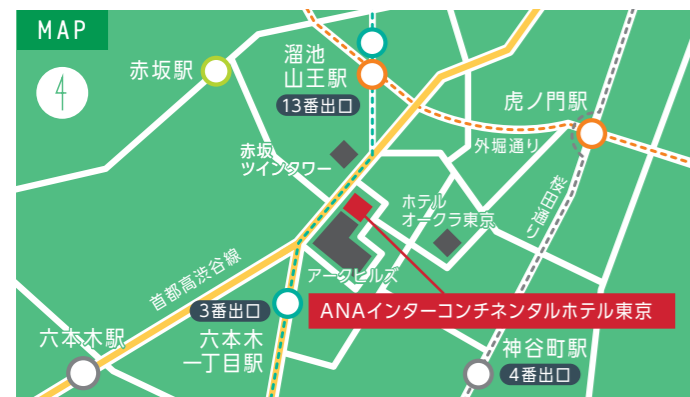 MAP
赤坂駅
溜池
山王駅
13番出口
虎ノ門駅
外堀通り
赤坂
ツインタワー
桜田通り
ホテル
オークラ東京
アークヒルズ
首都高渋谷線
3番出口
ANAインターコンチネンタルホテル東京
六本木駅
六本木
一丁目駅
神谷町駅
4番出口